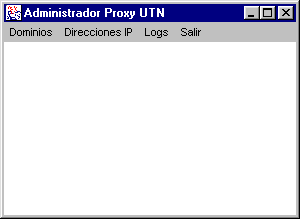 Administrador Proxy UTN
Dominios Direcciones IP Logs Salir